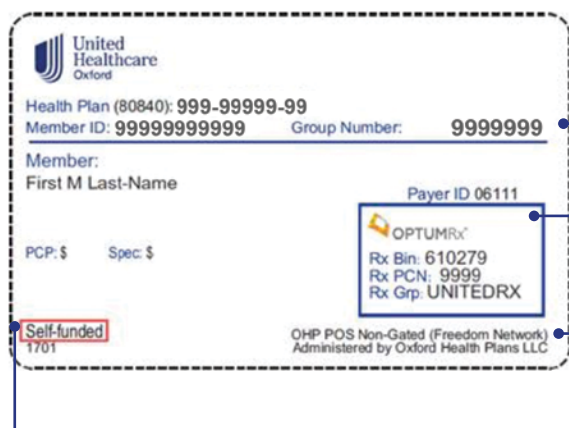 United
Healthcare
Oxford
Health Plan (80840): 999-99999-99
Member ID: 99999999999 Group Number: 9999999
Member:
First M Last-Name
Payer ID 06111
OPTUMRx
PCP: $ Spec: $
Rx Bin: 610279
Rx PCN: 9999
Rx Grp: UNITEDRX
Self-funded
1701
OHP POS Non-Gated (Freedom Network)
Administered by Oxford Health Plans LLC